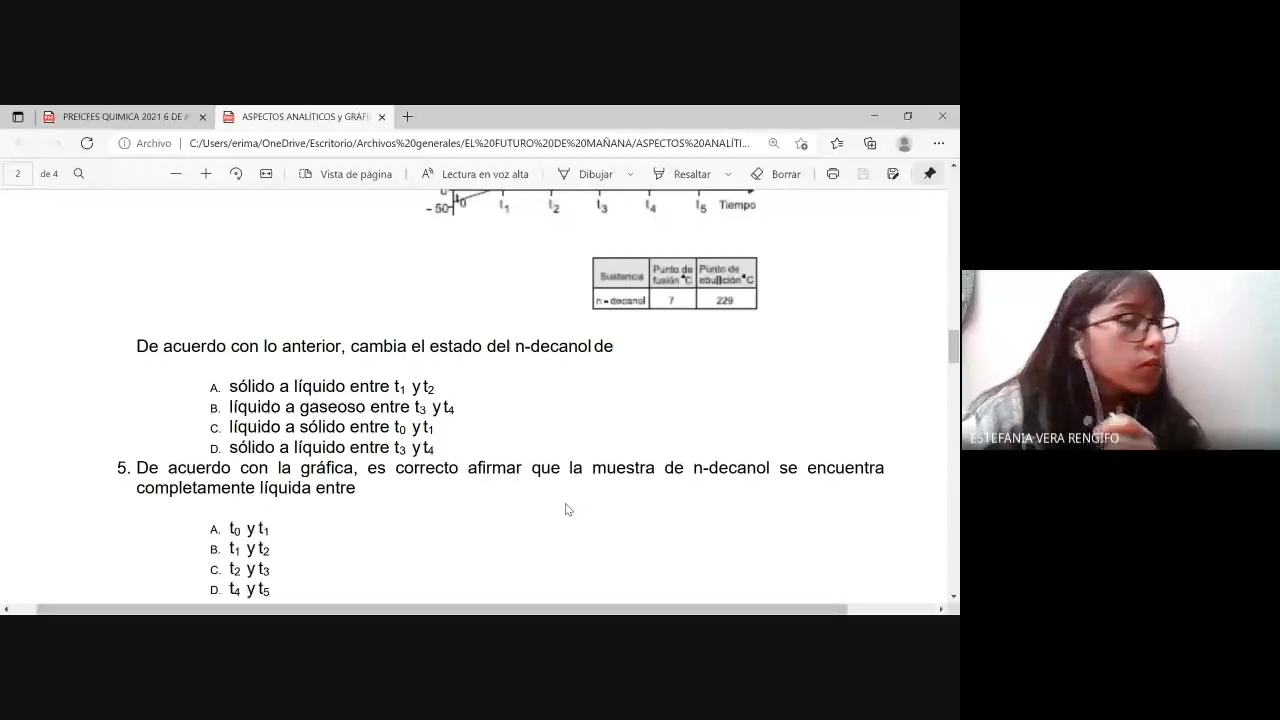 PREICFES QUIMICA 2021 6 DE A
ASPECTOS ANALÍTICOS y GRÁFI
Archivo C:/Users/erima/OneDrive/Escritorio/Archivos%20generales/EL%20FUTURO%20DE%20MAÑANA/ASPECTOS%20ANALÍTI...
2 de 4 Vista de página Lectura en voz alta Dibujar Resaltar Borrar
-50 t0 t1 t2 t3 t4 t5 Tiempo
Sustancia Punto de fusión °C Punto de ebullición °C
n - decanol 7 229
De acuerdo con lo anterior, cambia el estado del n-decanol de
A. sólido a líquido entre t1 y t2
B. líquido a gaseoso entre t3 y t4
C. líquido a sólido entre t0 y t1
D. sólido a líquido entre t3 y t4
5. De acuerdo con la gráfica, es correcto afirmar que la muestra de n-decanol se encuentra
completamente líquida entre
A. t0 y t1
B. t1 y t2
C. t2 y t3
D. t4 y t5
ESTEFANIA VERA RENGIFO